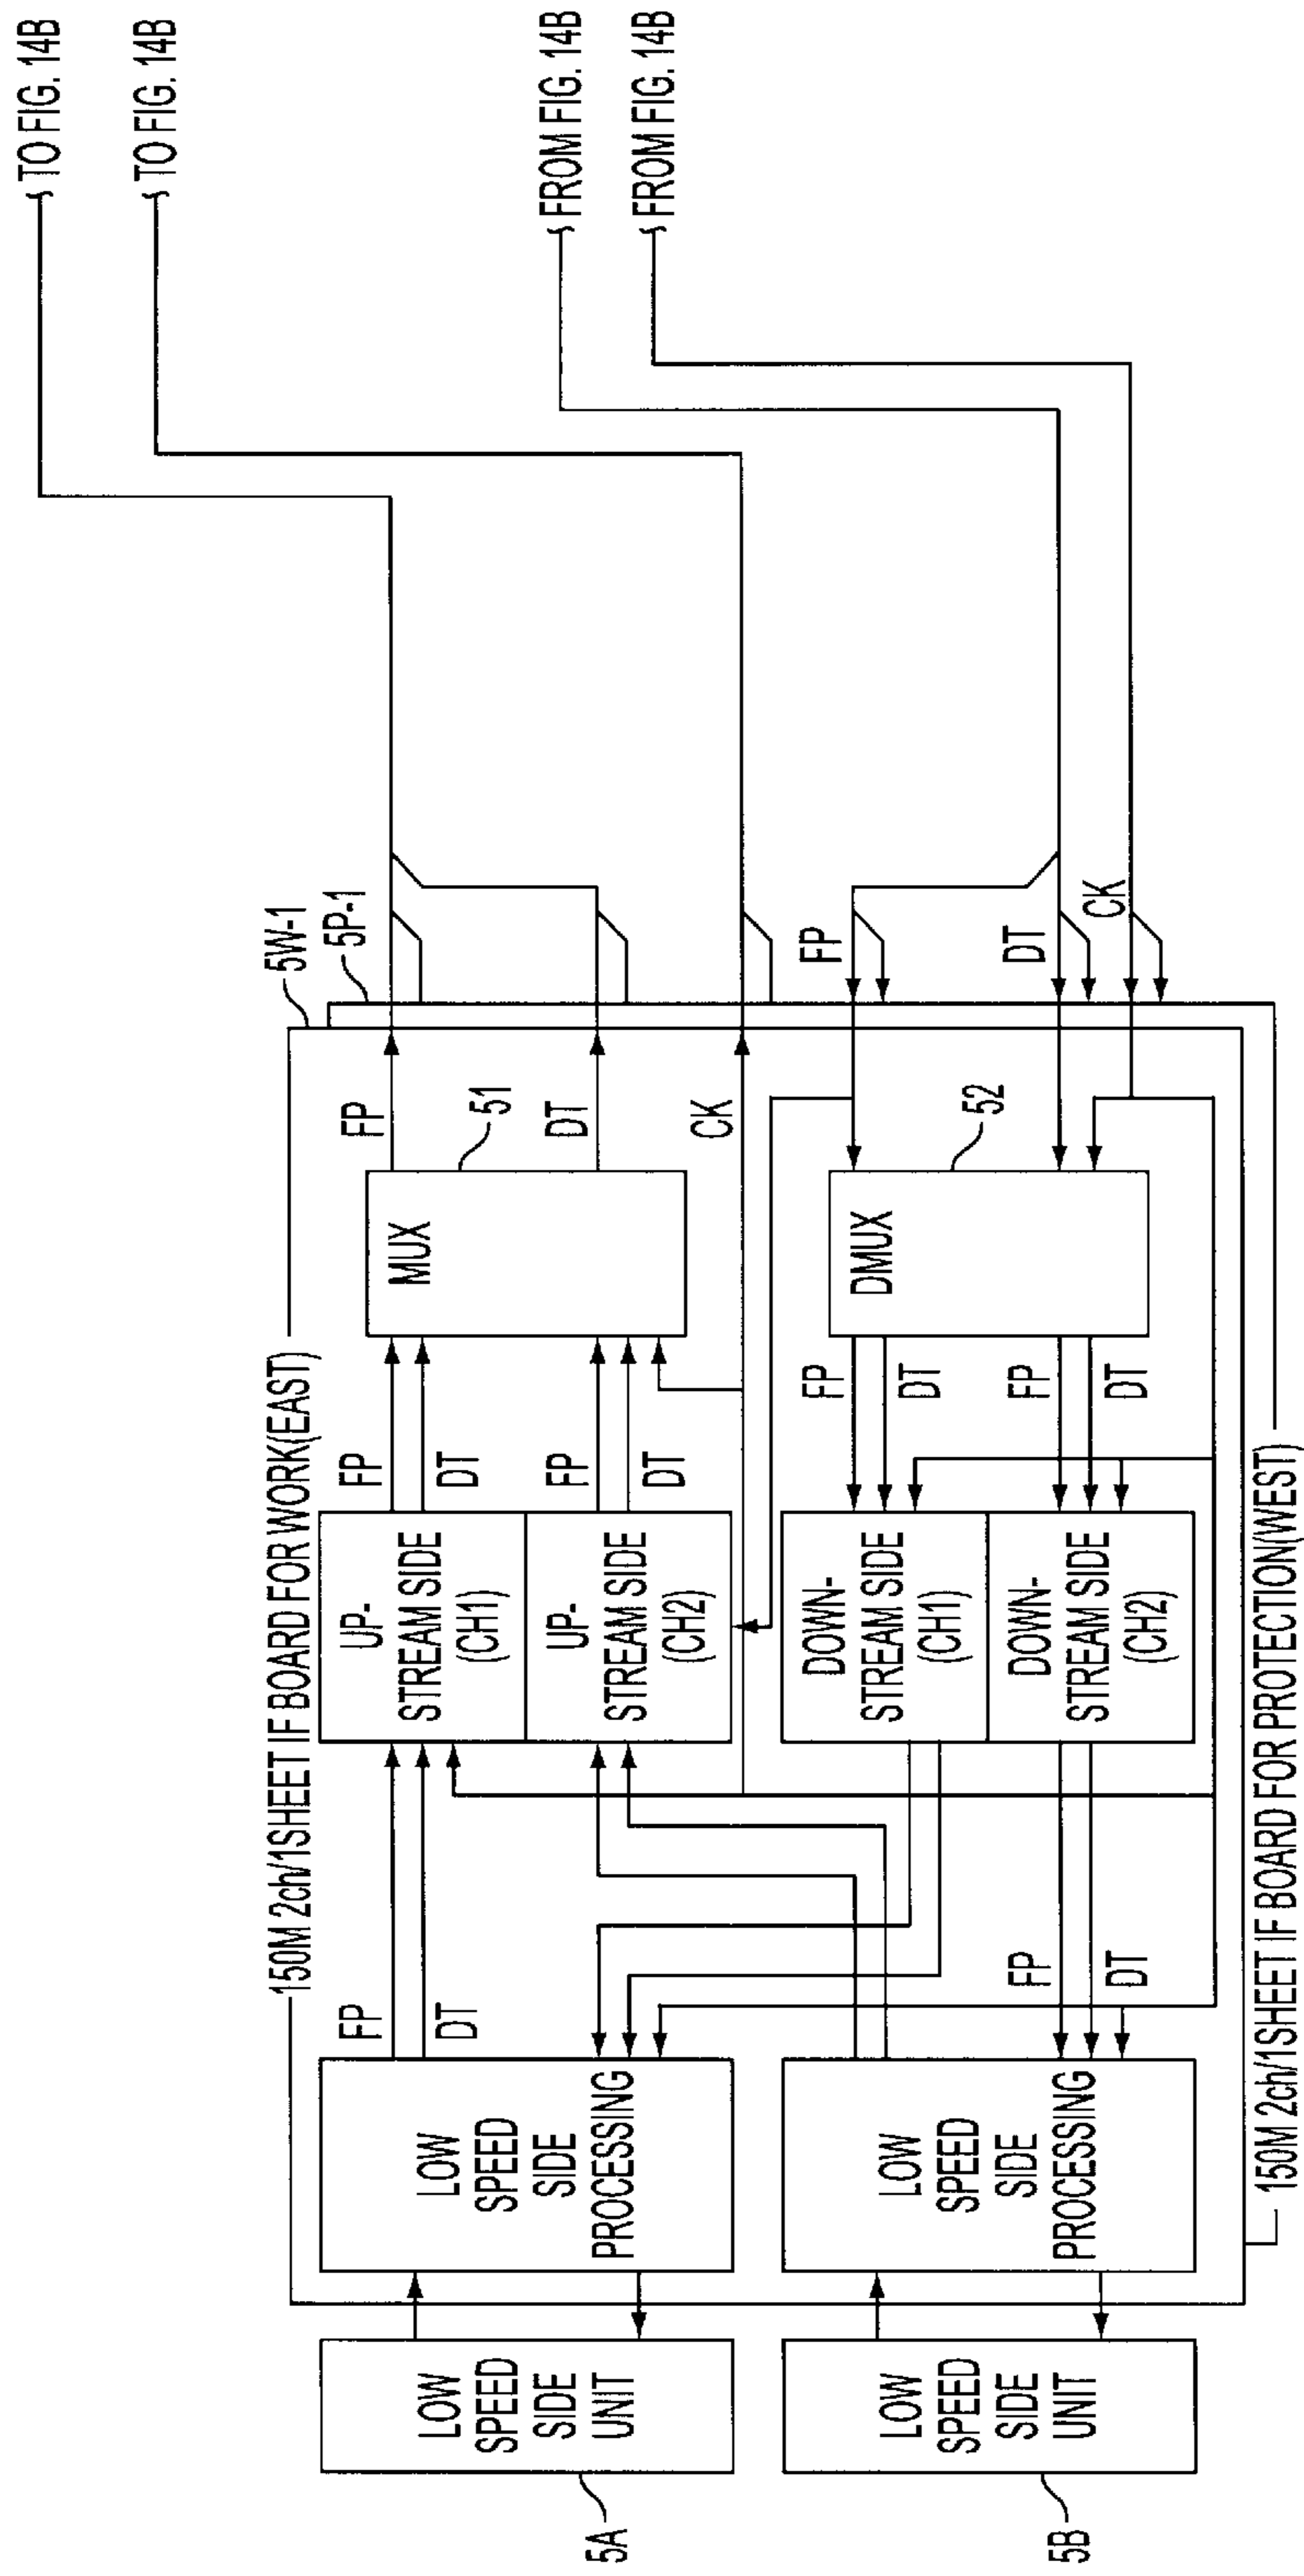 TO FIG. 14B
TO FIG. 14B
FROM FIG. 14B
FROM FIG. 14B
5W-1
5P-1
150M 2ch/1SHEET IF BOARD FOR WORK(EAST)
150M 2ch/1SHEET IF BOARD FOR PROTECTION(WEST)
5A
LOW
SPEED
SIDE
UNIT
LOW
SPEED
SIDE
PROCESSING
FP
DT
UP-
STREAM SIDE
(CH1)
UP-
STREAM SIDE
(CH2)
FP
DT
FP
DT
MUX
51
FP
DT
CK
5B
LOW
SPEED
SIDE
UNIT
LOW
SPEED
SIDE
PROCESSING
FP
DT
DOWN-
STREAM SIDE
(CH1)
DOWN-
STREAM SIDE
(CH2)
FP
DT
FP
DT
DMUX
52
FP
DT
CK